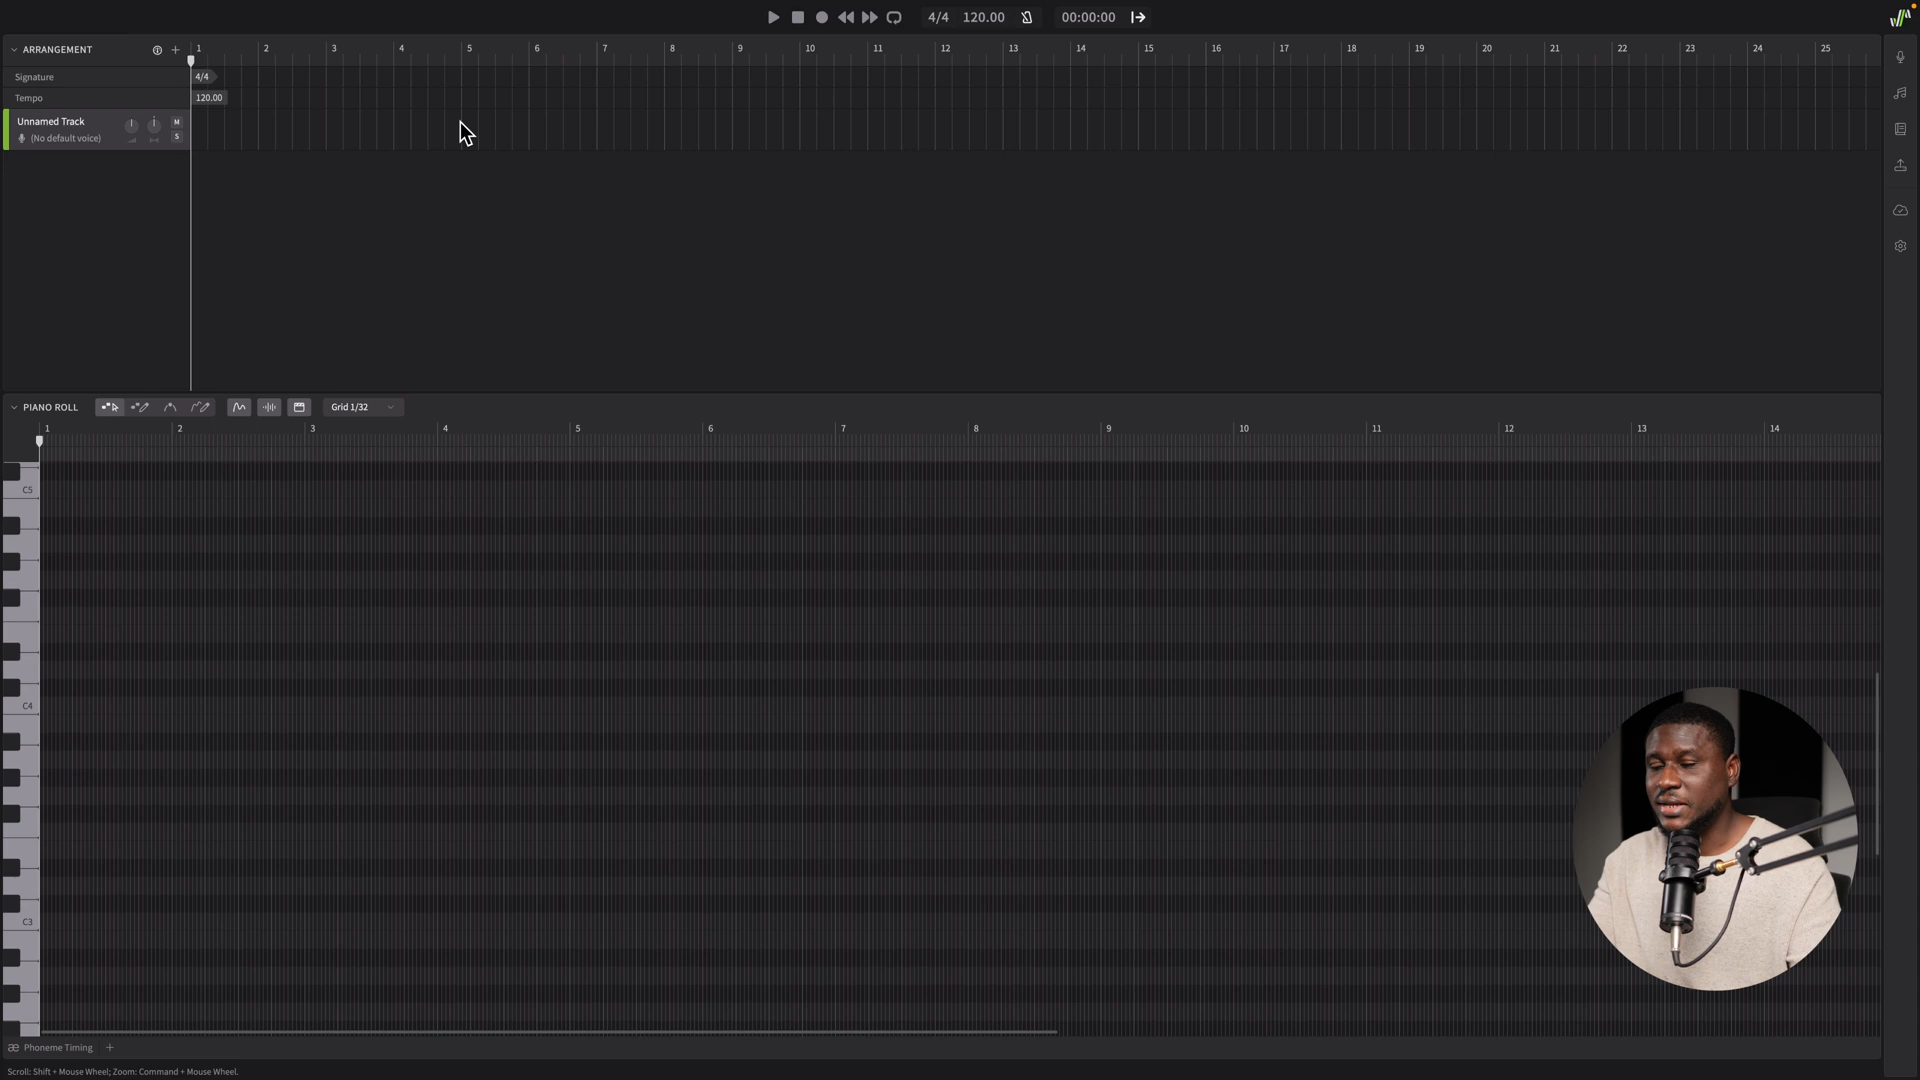 4/4 120.00 00:00:00
ARRANGEMENT 1 2 3 4 5 6 7 8 9 10 11 12 13 14 15 16 17 18 19 20 21 22 23 24 25
Signature 4/4
Tempo 120.00
Unnamed Track M
(No default voice) S
PIANO ROLL Grid 1/32
1 2 3 4 5 6 7 8 9 10 11 12 13 14
C5
C4
C3
æ Phoneme Timing +
Scroll: Shift + Mouse Wheel; Zoom: Command + Mouse Wheel.